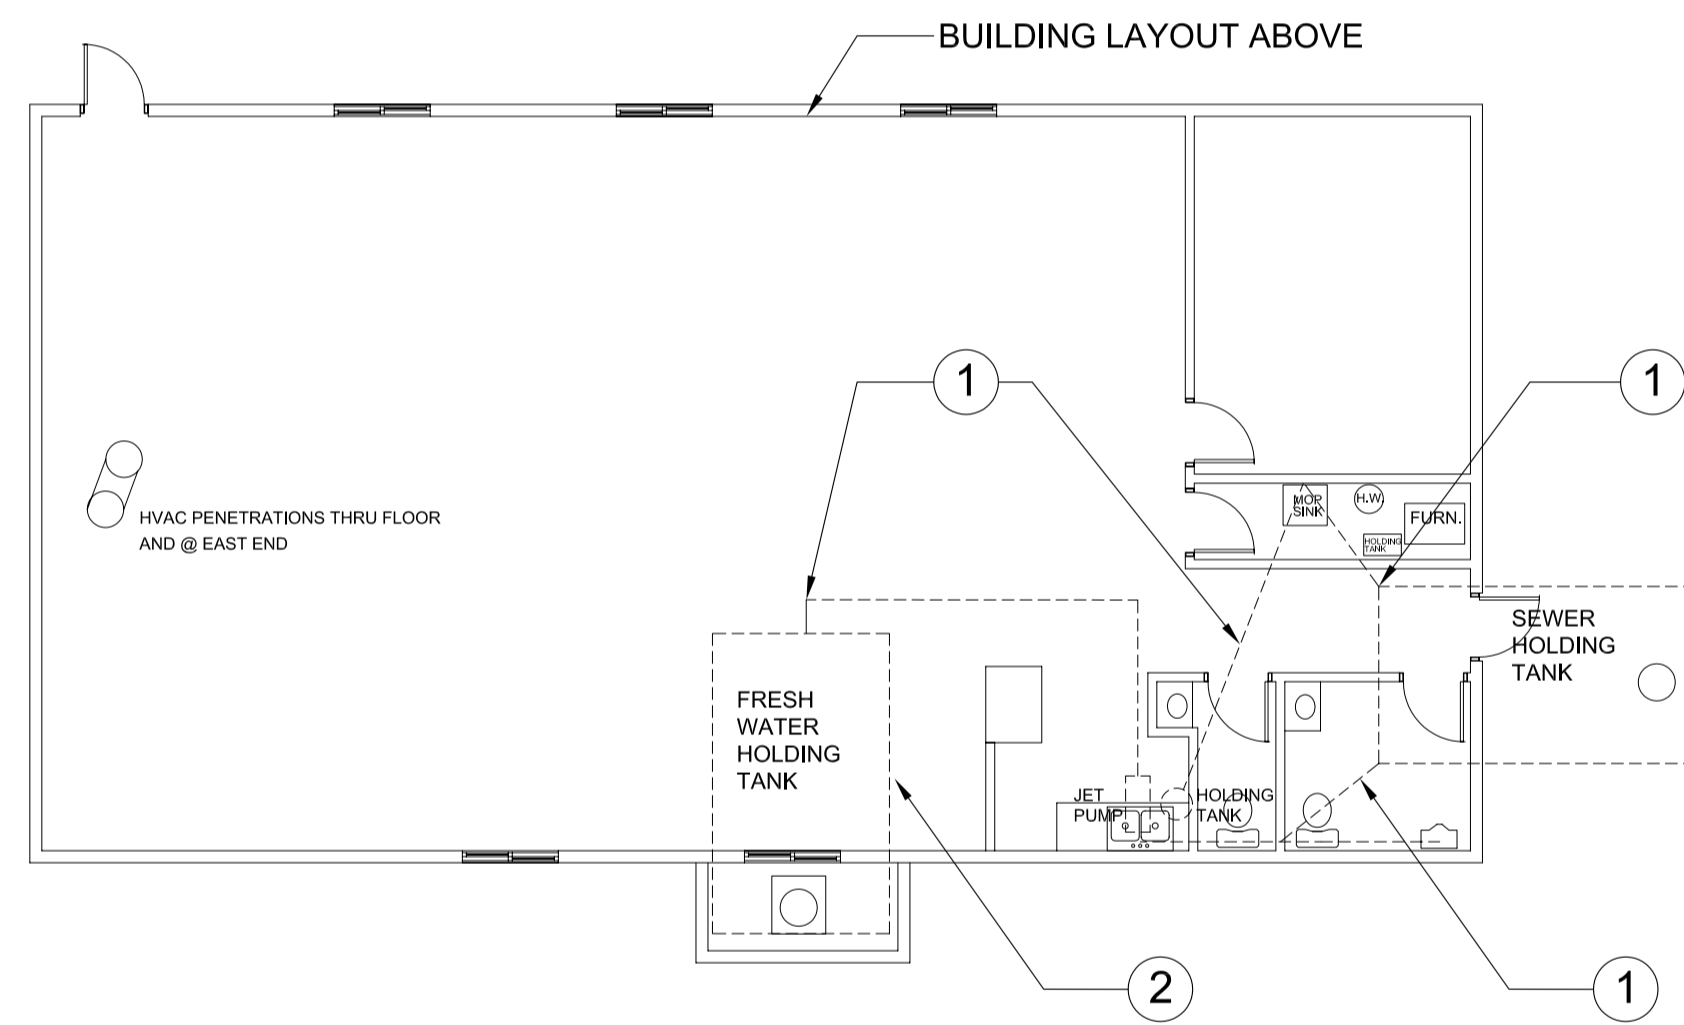 BUILDING LAYOUT ABOVE
1
1
MOP
SINK
H.W.
FURN.
HOLDING
TANK
HVAC PENETRATIONS THRU FLOOR
AND @ EAST END
SEWER
HOLDING
TANK
FRESH
WATER
HOLDING
TANK
JET
PUMP
HOLDING
TANK
2
1